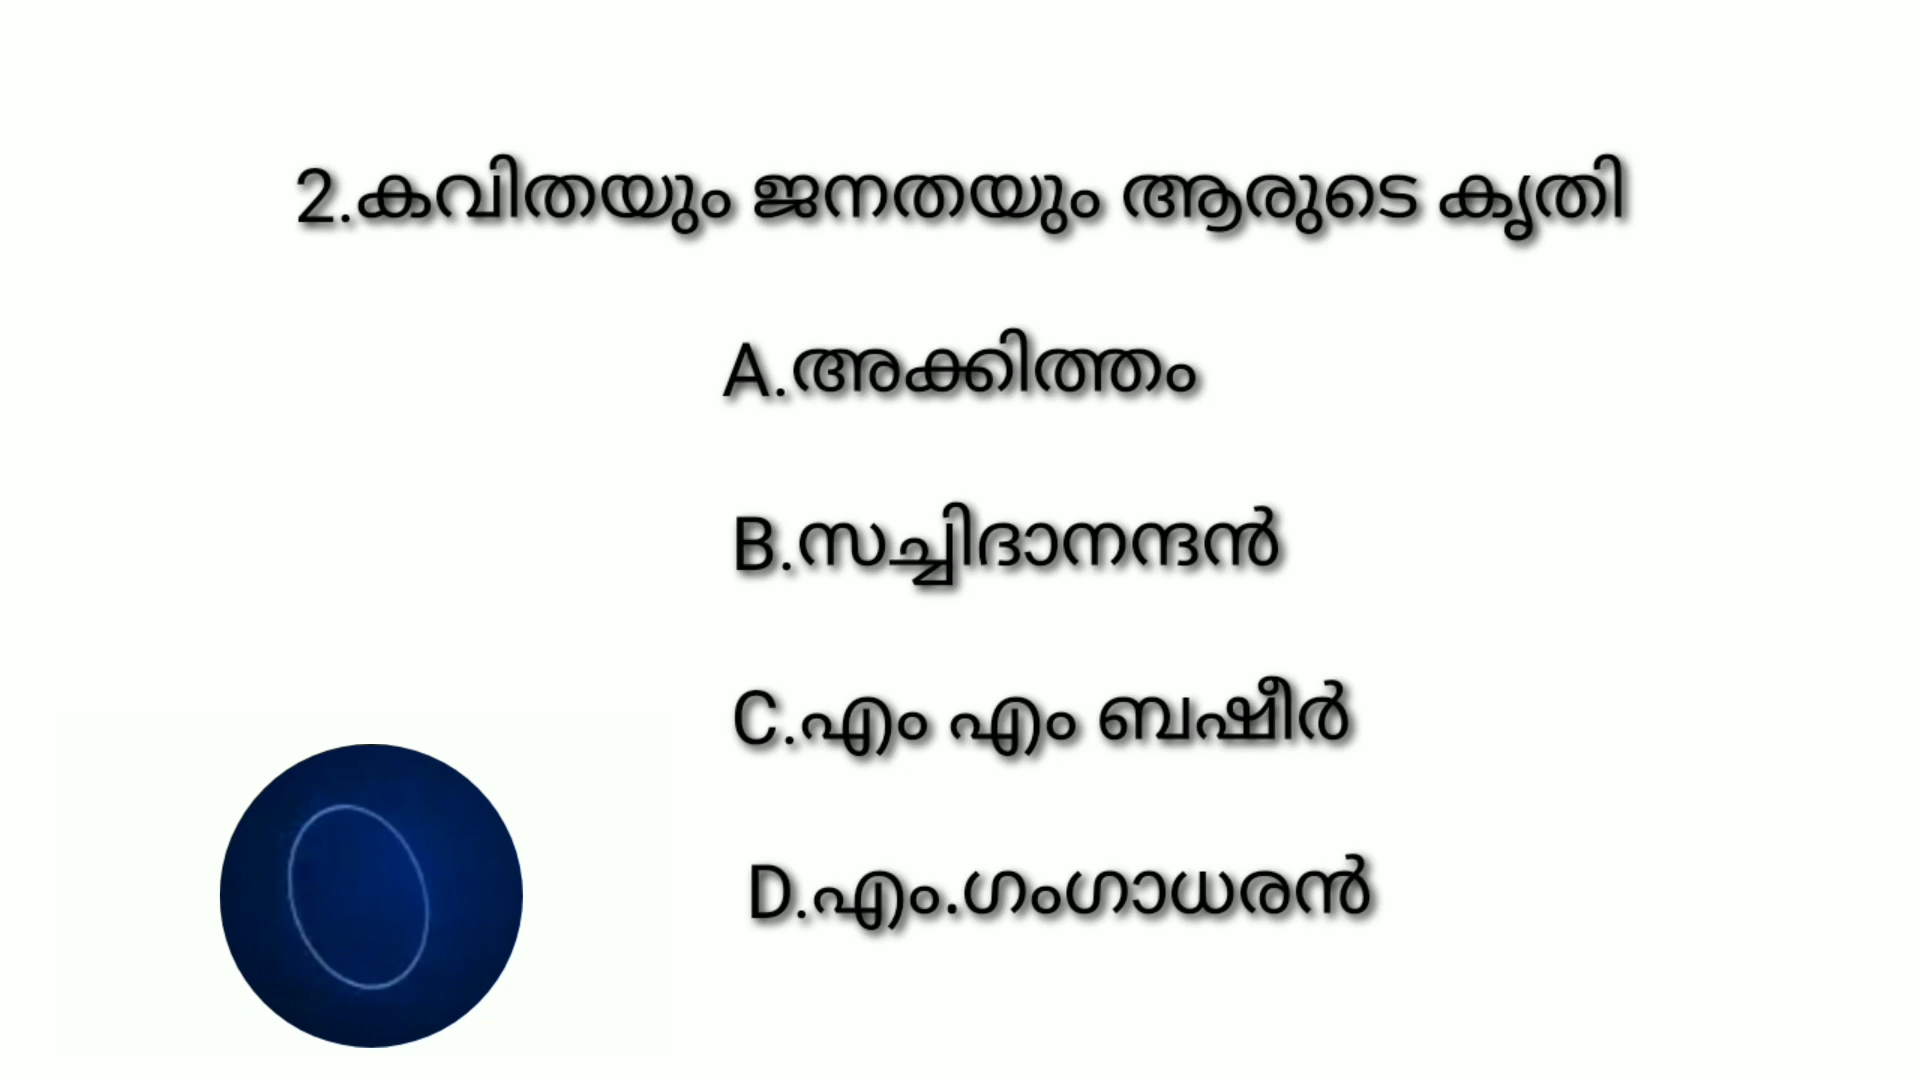 2.കവിതയും ജനതയും ആരുടെ കൃതി
A.അക്കിത്തം
B.സച്ചിദാനന്ദൻ
C.എം എം ബഷീർ
D.എം.ഗംഗാധരൻ